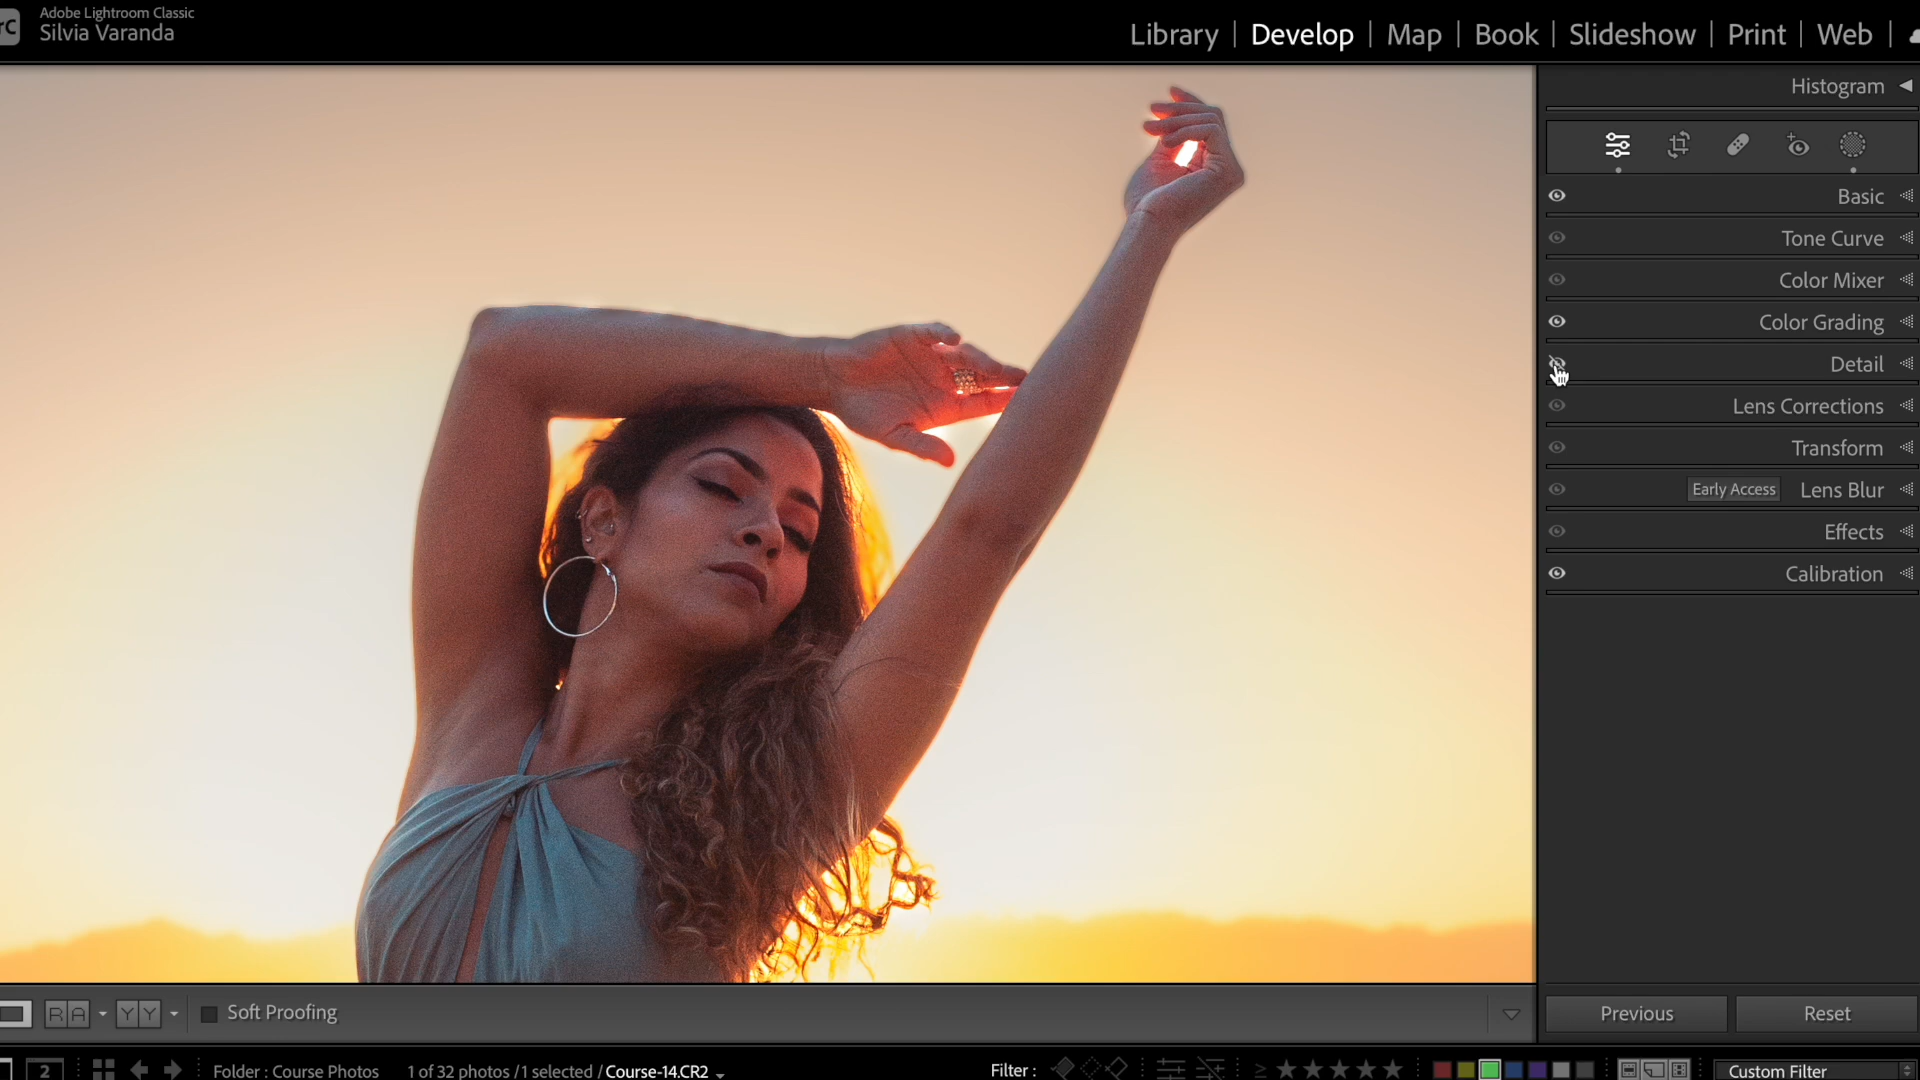 rC
Adobe Lightroom Classic
Silvia Varanda
Library | Develop | Map | Book | Slideshow | Print | Web |
Histogram
Basic
Tone Curve
Color Mixer
Color Grading
Detail
Lens Corrections
Transform
Early Access Lens Blur
Effects
Calibration
R A Y Y Soft Proofing
Previous Reset
2 Folder : Course Photos 1 of 32 photos / 1 selected / Course-14.CR2 Filter : ≥ ★★★★★ Custom Filter